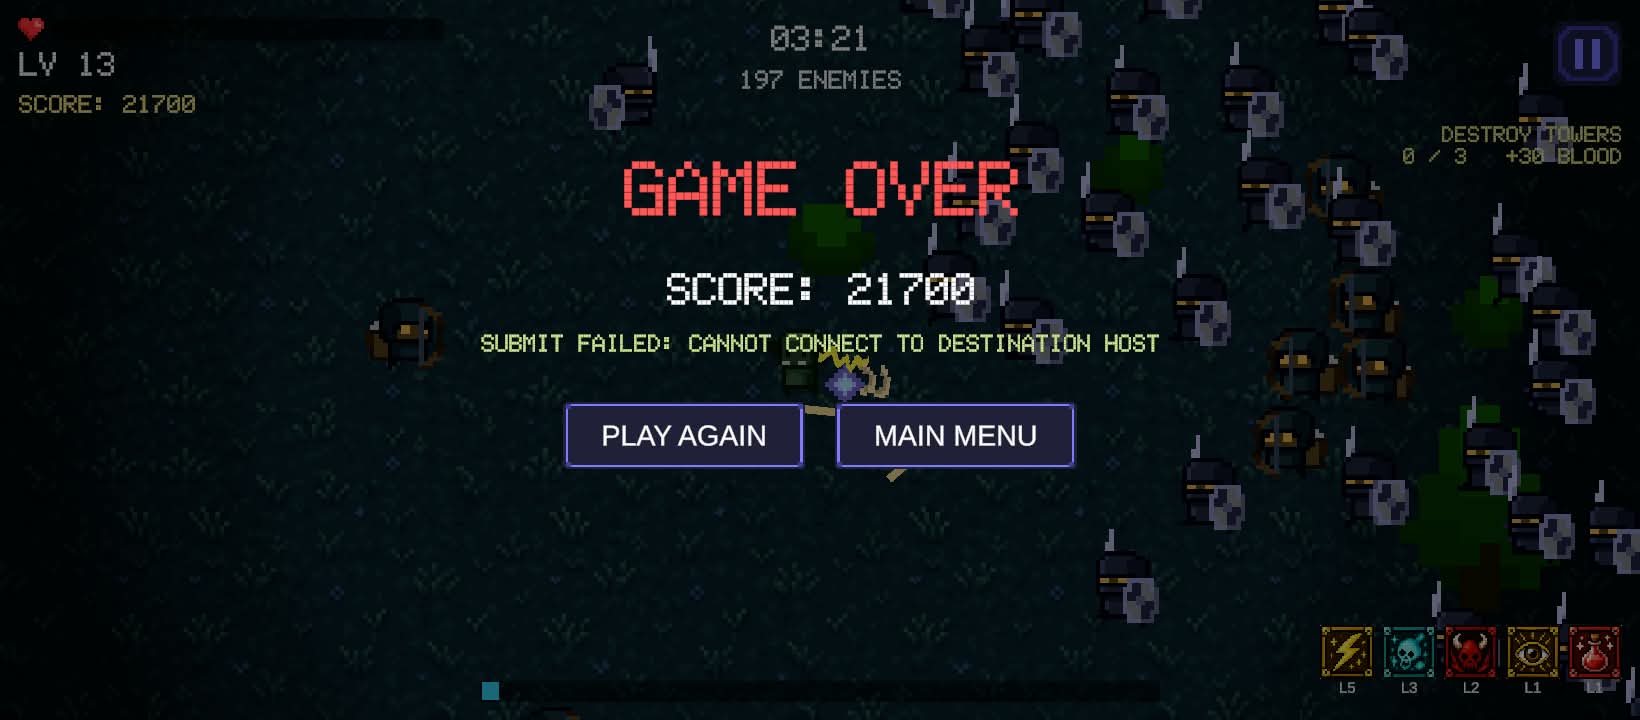 03:21
197 ENEMIES
LV 13
SCORE: 21700
DESTROY TOWERS
0 / 3 +30 BLOOD
GAME OVER
SCORE: 21700
SUBMIT FAILED: CANNOT CONNECT TO DESTINATION HOST
PLAY AGAIN
MAIN MENU
L5
L3
L2
L1
L1